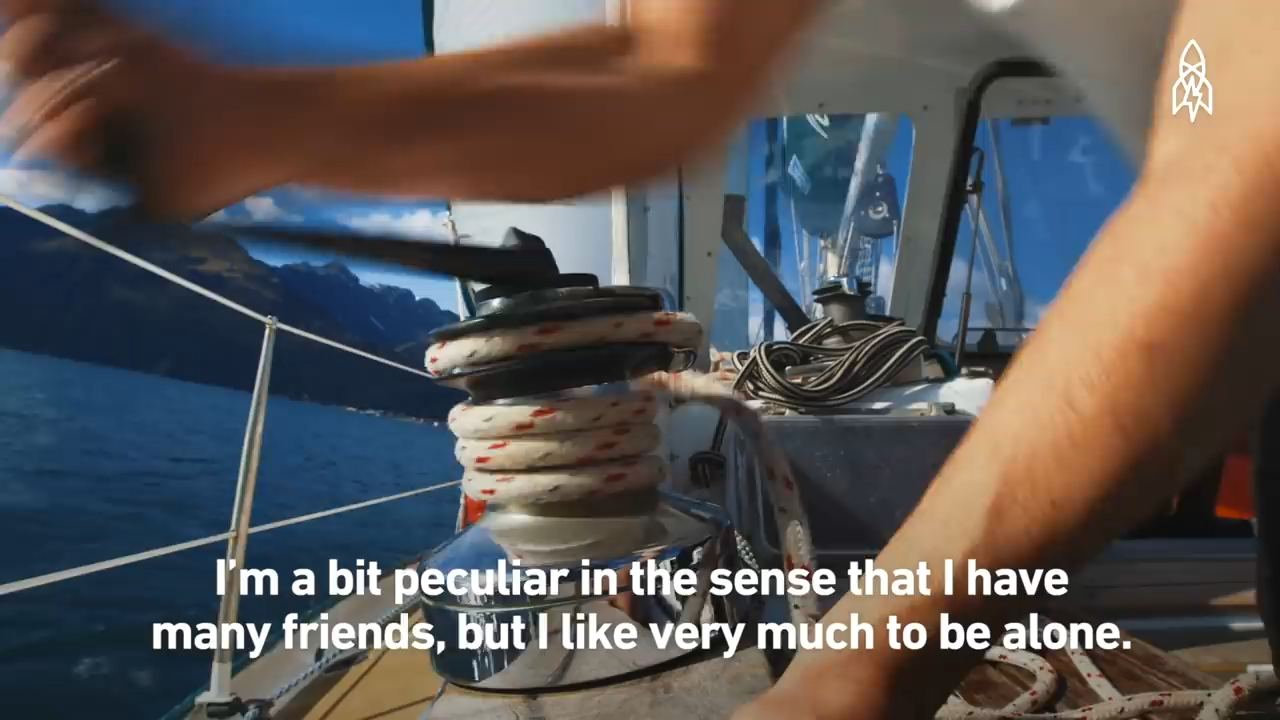 I'm a bit peculiar in the sense that I have
many friends, but I like very much to be alone.